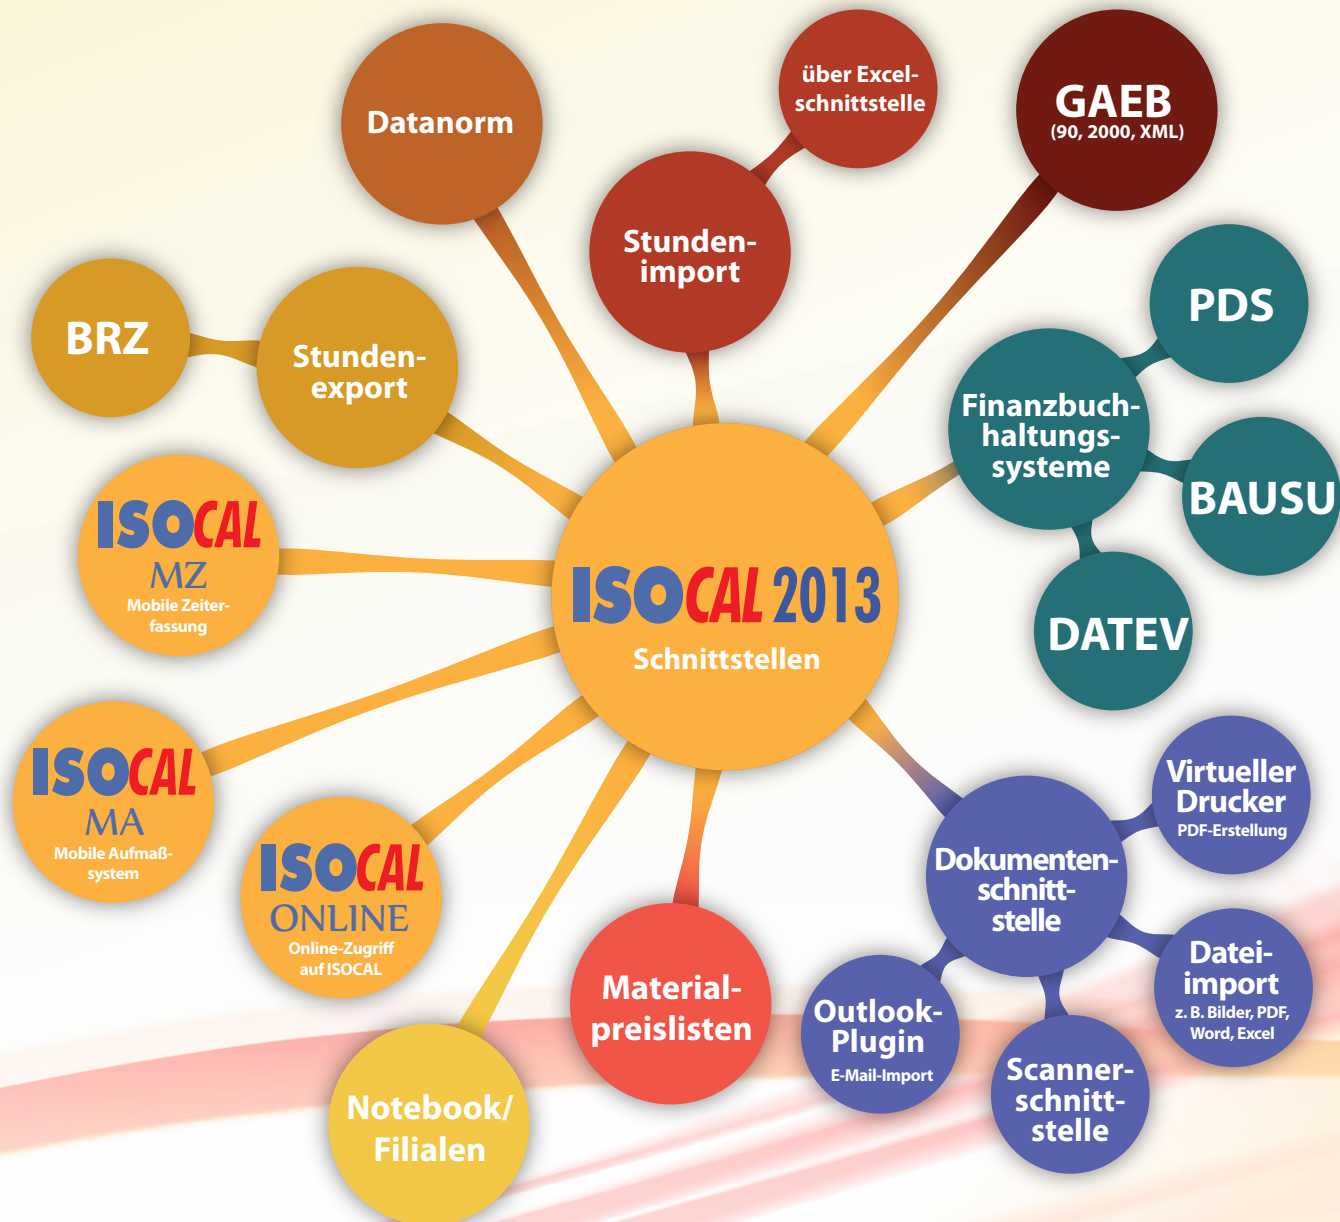 über Excel-
schnittstelle
GAEB
(90, 2000, XML)
Datanorm
Stunden-
import
BRZ
Stunden-
export
PDS
Finanzbuch-
haltungs-
systeme
BAUSU
DATEV
ISOCAL
MZ
Mobile Zeiter-
fassung
ISOCAL 2013
Schnittstellen
ISOCAL
MA
Mobile Aufmaß-
system
ISOCAL
ONLINE
Online-Zugriff
auf ISOCAL
Virtueller
Drucker
PDF-Erstellung
Dokumenten-
schnitt-
stelle
Datei-
import
z. B. Bilder, PDF,
Word, Excel
Material-
preislisten
Outlook-
Plugin
E-Mail-Import
Scanner-
schnitt-
stelle
Notebook/
Filialen